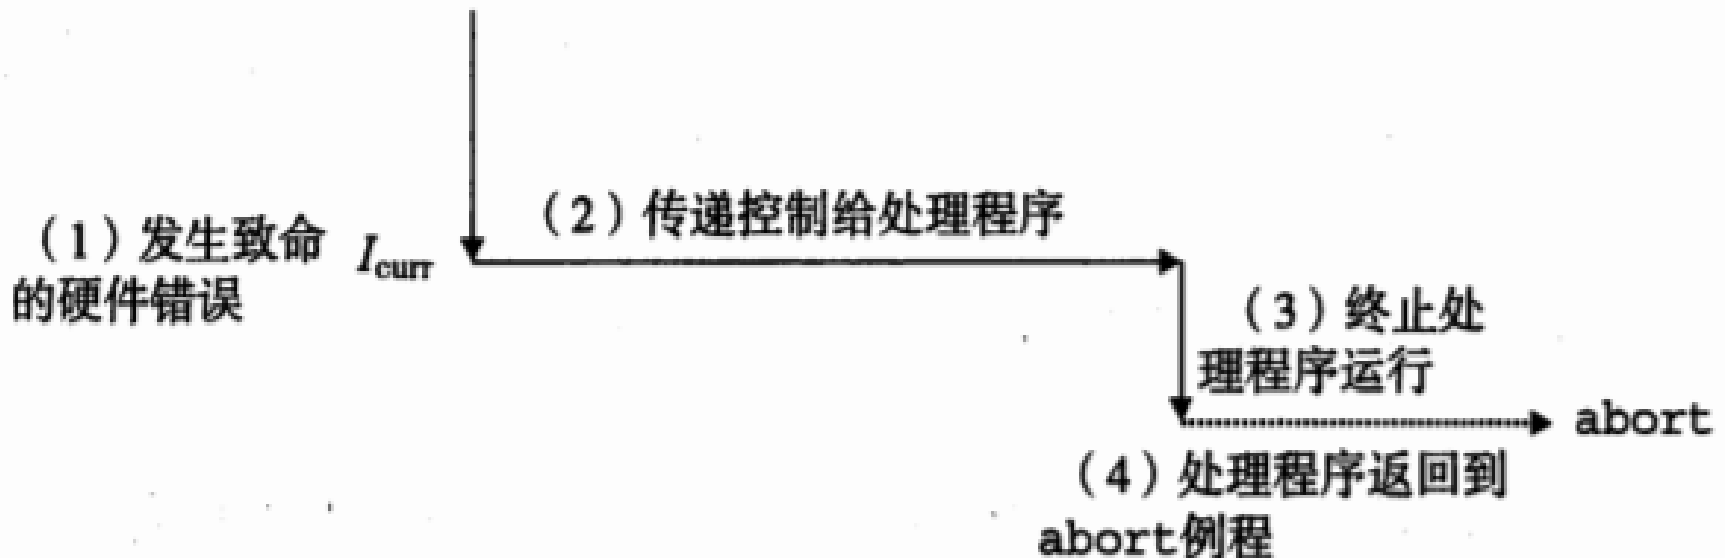 (2)传递控制给处理程序
(1)发生致命
的硬件错误
Icurr
(3)终止处
理程序运行
abort
(4)处理程序返回到
abort例程